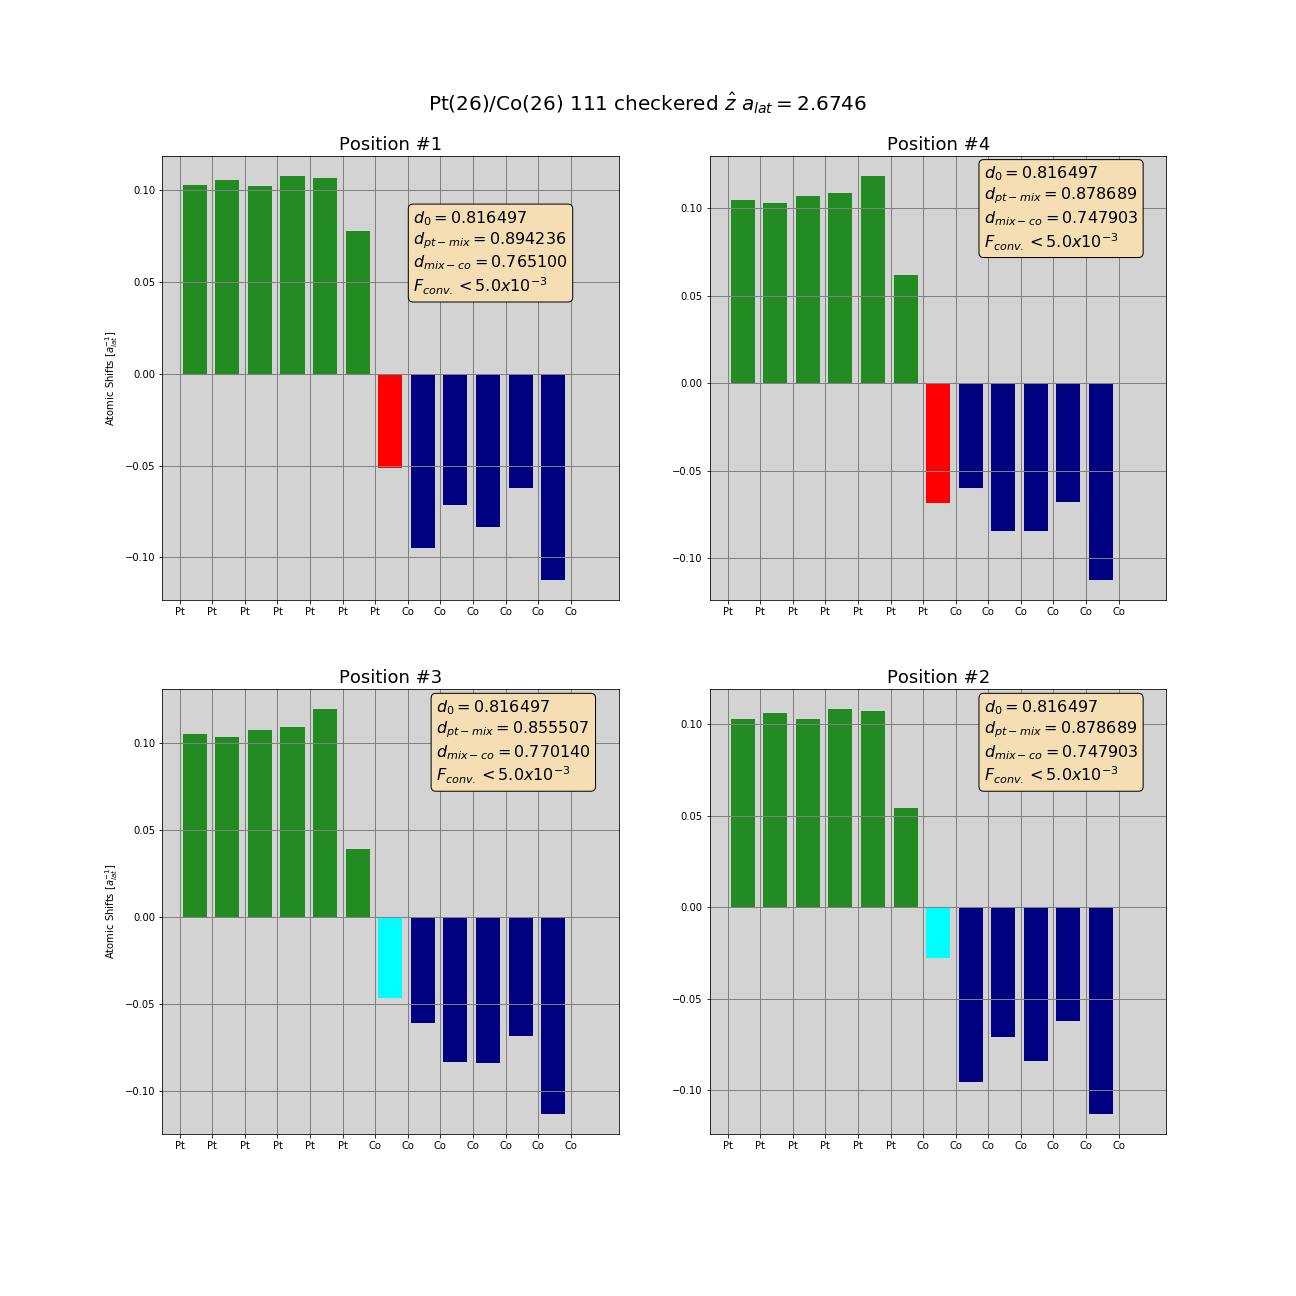 Pt(26)/Co(26) 111 checkered ẑ a_lat = 2.6746
Position #1
d_0 = 0.816497
d_pt−mix = 0.894236
d_mix−co = 0.765100
F_conv. < 5.0x10^−3
Atomic Shifts [a_lat^−1]
0.10
0.05
0.00
−0.05
−0.10
Pt Pt Pt Pt Pt Pt Pt Co Co Co Co Co Co
Position #4
d_0 = 0.816497
d_pt−mix = 0.878689
d_mix−co = 0.747903
F_conv. < 5.0x10^−3
0.10
0.05
0.00
−0.05
−0.10
Pt Pt Pt Pt Pt Pt Pt Co Co Co Co Co Co
Position #3
d_0 = 0.816497
d_pt−mix = 0.855507
d_mix−co = 0.770140
F_conv. < 5.0x10^−3
Atomic Shifts [a_lat^−1]
0.10
0.05
0.00
−0.05
−0.10
Pt Pt Pt Pt Pt Pt Co Co Co Co Co Co Co
Position #2
d_0 = 0.816497
d_pt−mix = 0.878689
d_mix−co = 0.747903
F_conv. < 5.0x10^−3
0.10
0.05
0.00
−0.05
−0.10
Pt Pt Pt Pt Pt Pt Co Co Co Co Co Co Co